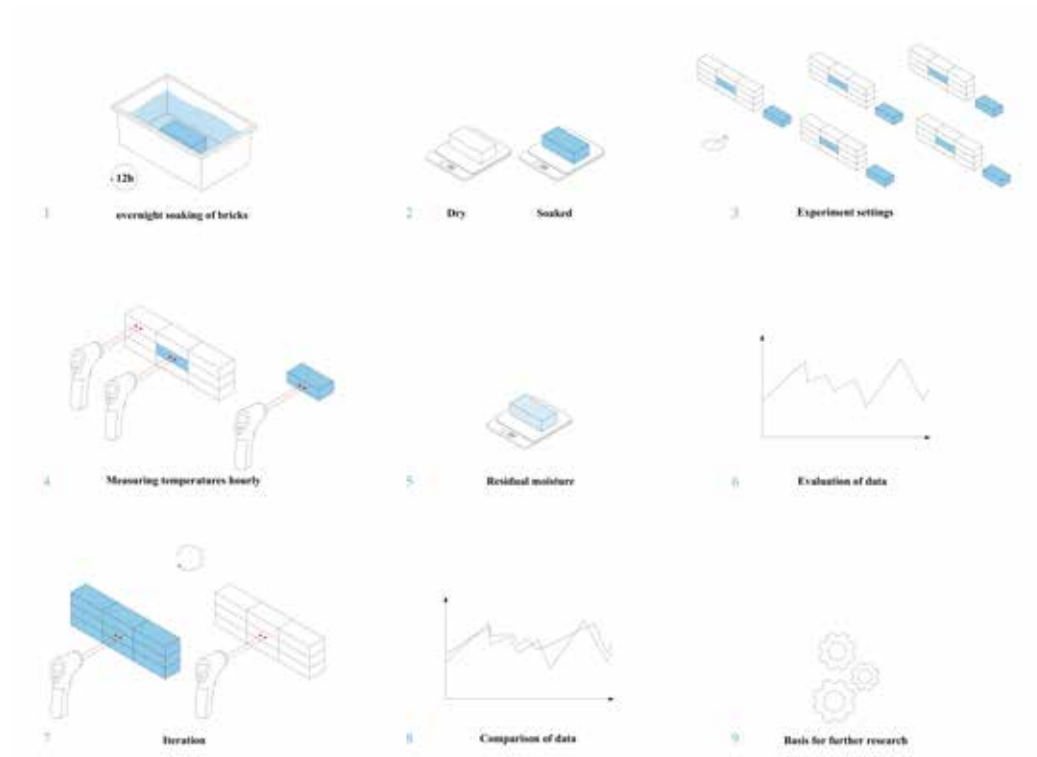 - 12h
1 overnight soaking of bricks
2 Dry Soaked
3 Experiment settings
4 Measuring temperatures hourly
5 Residual moisture
6 Evaluation of data
7 Iteration
8 Comparison of data
9 Basis for further research